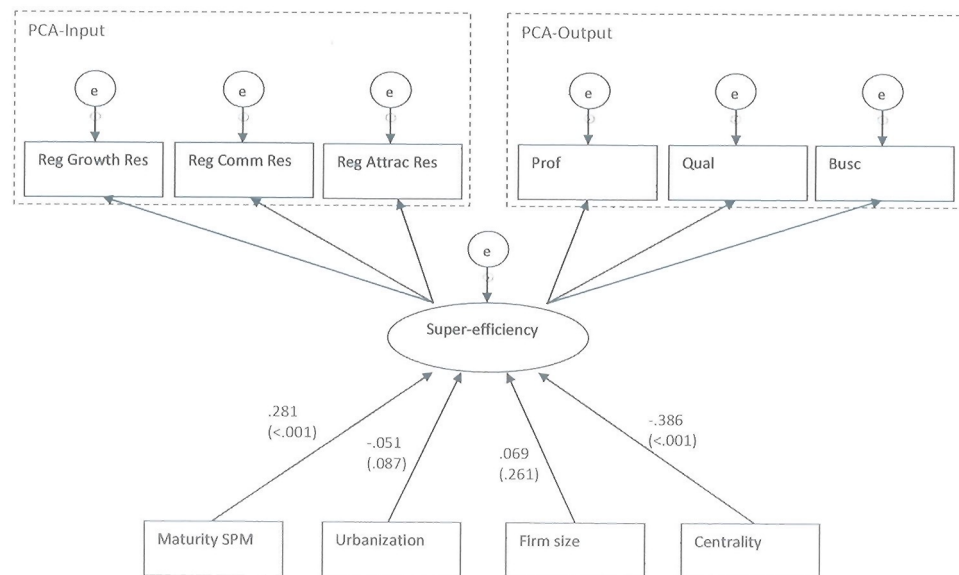 PCA-Input
PCA-Output
e
e
e
e
e
e
Reg Growth Res
Reg Comm Res
Reg Attrac Res
Prof
Qual
Busc
e
Super-efficiency
.281
(<.001)
-.051
(.087)
.069
(.261)
-.386
(<.001)
Maturity SPM
Urbanization
Firm size
Centrality